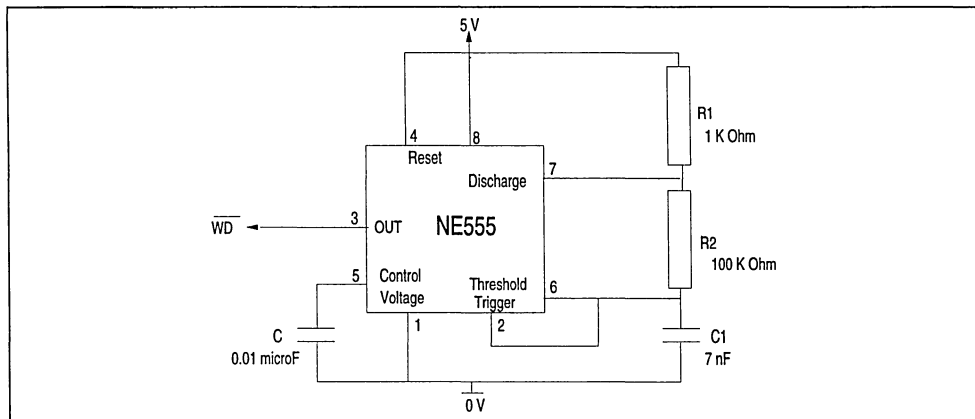 5 V
R1
1 K Ohm
4
8
Reset
7
Discharge
3
WD
OUT
NE555
R2
100 K Ohm
5
Control
Voltage
Threshold
Trigger
6
1
2
C
0.01 microF
C1
7 nF
0 V